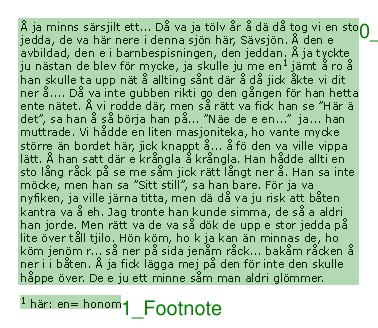 Å ja minns särsjilt ett... Då va ja tolv år å dä då tog vi en sto
jedda, de va här nere i denna sjön här, Sävsjön. Å den e
avbildad, den e i barnbespisningen, den jeddan. Å ja tyckte
ju nästan de blev för mycke, ja skulle ju me en¹ jämt å ro å
han skulle ta upp nät å allting sånt där å då jick åkte vi dit
ner å.... Då va inte gubben rikti go den gången för han hetta
ente nätet. Å vi rodde där, men så rätt va fick han se ”Här ä
det”, sa han å så börja han på... ”Näe de e en...” ja... han
muttrade. Vi hådde en liten masjoniteka, ho vante mycke
större än bordet här, jick knappt å... å fö den va ville vippa
lätt. Å han satt där e krångla å krångla. Han hådde allti en
sto lång råck på se me såm jick rätt långt ner å. Han sa inte
möcke, men han sa ”Sitt still”, sa han bare. För ja va
nyfiken, ja ville järna titta, men dä då va ju risk att båten
kantra va å eh. Jag tronte han kunde simma, de så a aldri
han jorde. Men rätt va de va så dök de upp e stor jedda på
lite över tåll tjilo. Hön köm, ho k ja kan än minnas de, ho
köm jenöm r... så ner på sida jenåm råck... bakåm råcken å
ner i i båten. Å ja fick lägga mej på den för inte den skulle
håppe över. De e ju ett minne såm man aldri glömmer.
0_
¹ här: en= honom
1_Footnote